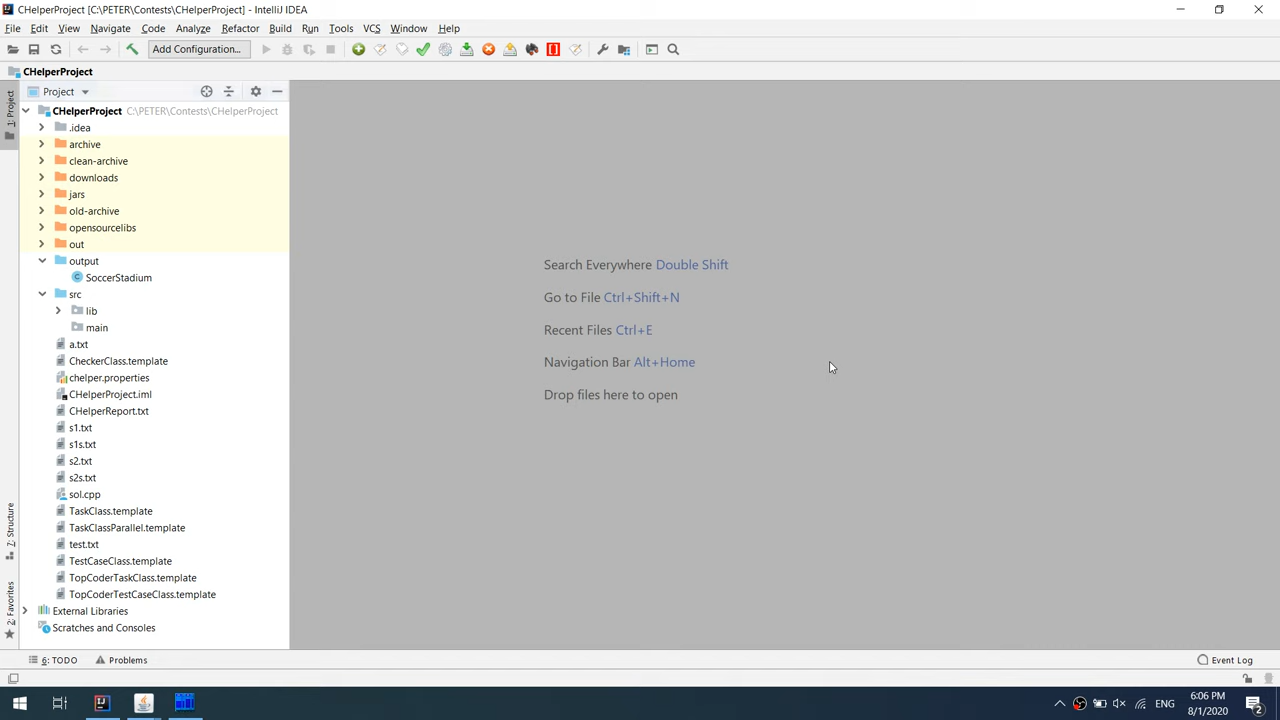 CHelperProject [C:\PETER\Contests\CHelperProject] - IntelliJ IDEA
File Edit View Navigate Code Analyze Refactor Build Run Tools VCS Window Help
Add Configuration...
CHelperProject
Project
1: Project
CHelperProject C:\PETER\Contests\CHelperProject
.idea
archive
clean-archive
downloads
jars
old-archive
opensourcelibs
out
output
SoccerStadium
src
lib
main
a.txt
CheckerClass.template
chelper.properties
CHelperProject.iml
CHelperReport.txt
s1.txt
s1s.txt
s2.txt
s2s.txt
sol.cpp
TaskClass.template
TaskClassParallel.template
test.txt
TestCaseClass.template
TopCoderTaskClass.template
TopCoderTestCaseClass.template
External Libraries
Scratches and Consoles
7: Structure
2: Favorites
Search Everywhere Double Shift
Go to File Ctrl+Shift+N
Recent Files Ctrl+E
Navigation Bar Alt+Home
Drop files here to open
6: TODO Problems Event Log
ENG 6:06 PM
8/1/2020 2